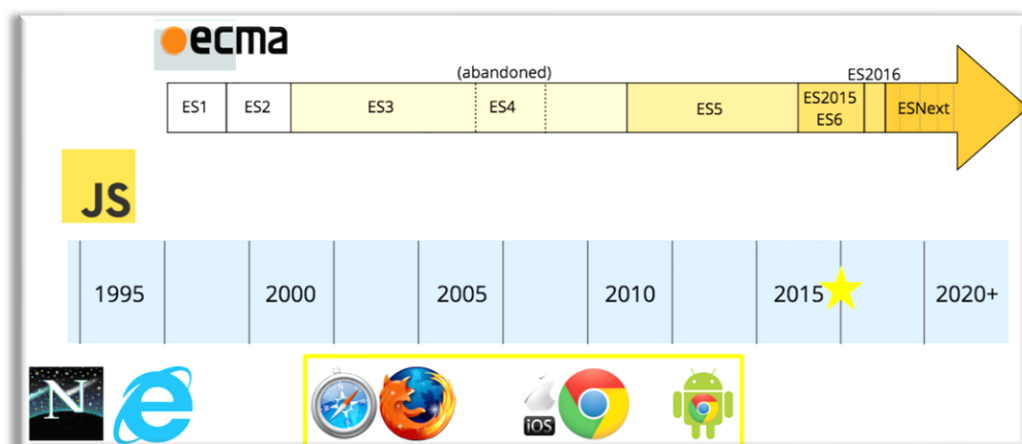 ecma
(abandoned)
ES2016
ES1 ES2 ES3 ES4 ES5 ES2015 ES6 ESNext
JS
1995 2000 2005 2010 2015 2020+
N
iOS